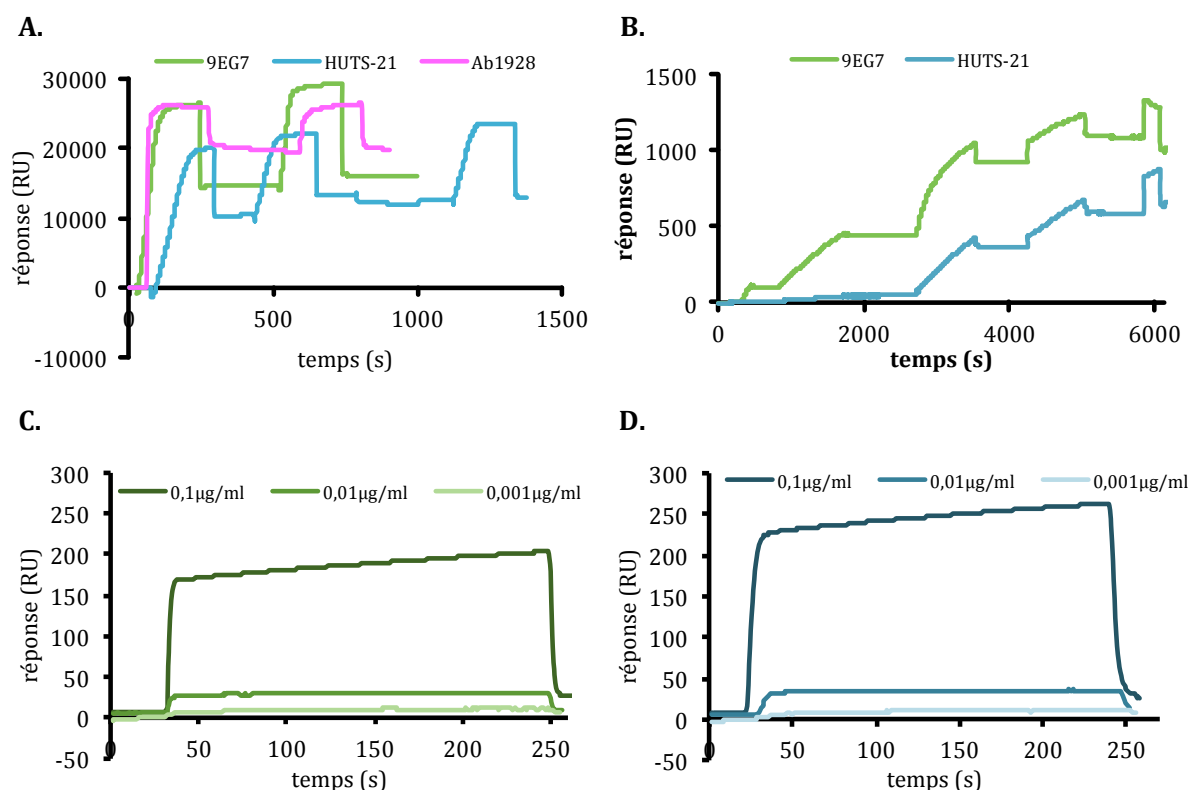 A.
9EG7 HUTS-21 Ab1928
30000
20000
10000
0
-10000
0 500 1000 1500
réponse (RU)
temps (s)
B.
9EG7 HUTS-21
1500
1000
500
0
0 2000 4000 6000
réponse (RU)
temps (s)
C.
0,1µg/ml 0,01µg/ml 0,001µg/ml
300
250
200
150
100
50
0
-50
0 50 100 150 200 250
réponse (RU)
temps (s)
D.
0,1µg/ml 0,01µg/ml 0,001µg/ml
300
250
200
150
100
50
0
-50
0 50 100 150 200 250
réponse (RU)
temps (s)